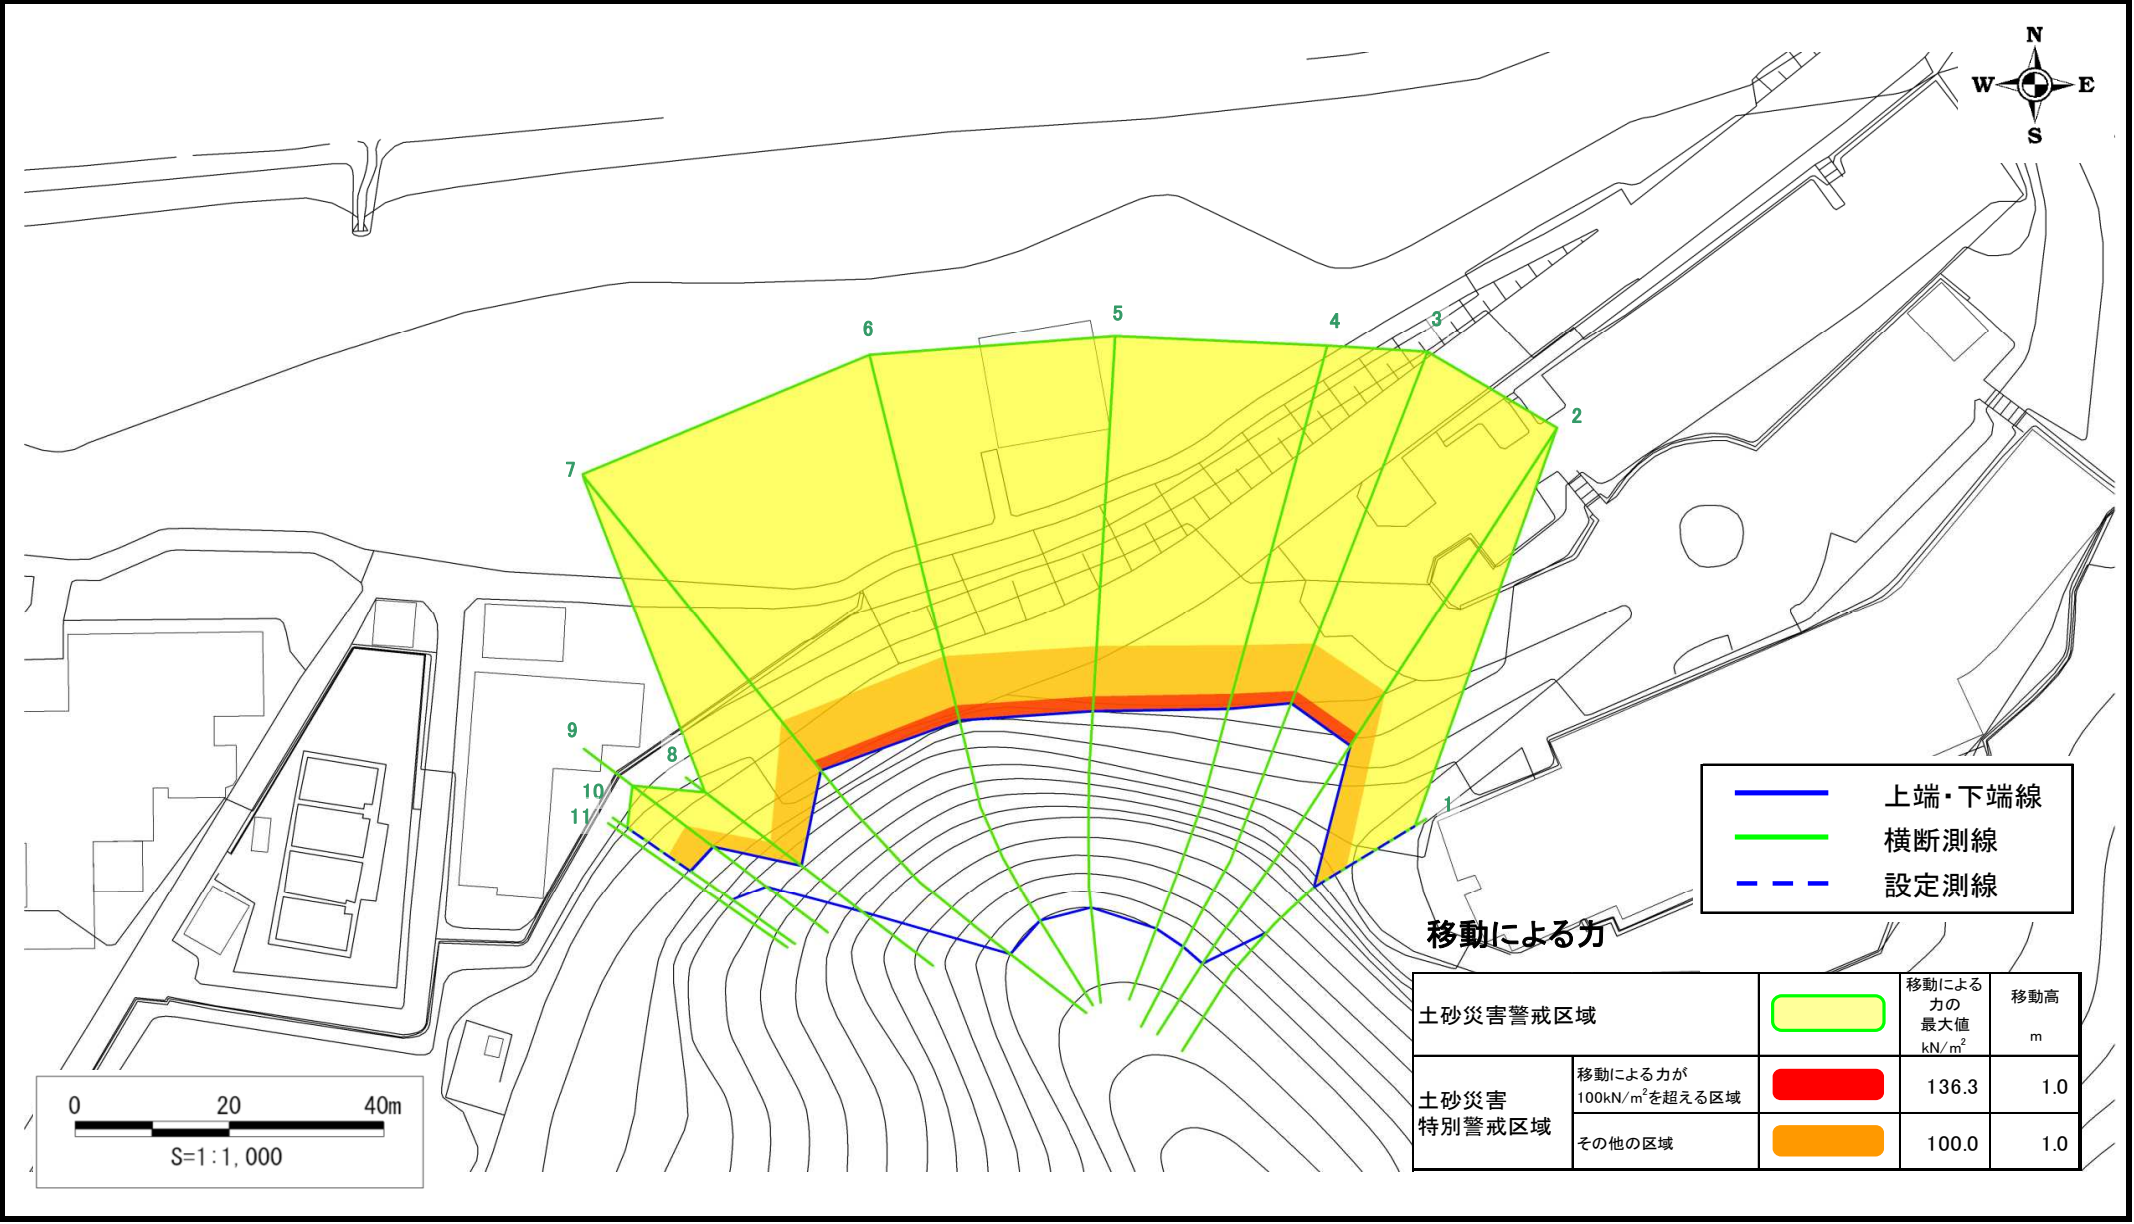 N
W E
S
5
6 4 3
2
7
9
8
10
11
1
上端・下端線
横断測線
設定測線
移動による力
土砂災害警戒区域
移動による
力の
最大値
kN/㎡
移動高
m
土砂災害
特別警戒区域
移動による力が
100kN/㎡を超える区域
136.3 1.0
その他の区域
100.0 1.0
0 20 40m
S=1:1,000